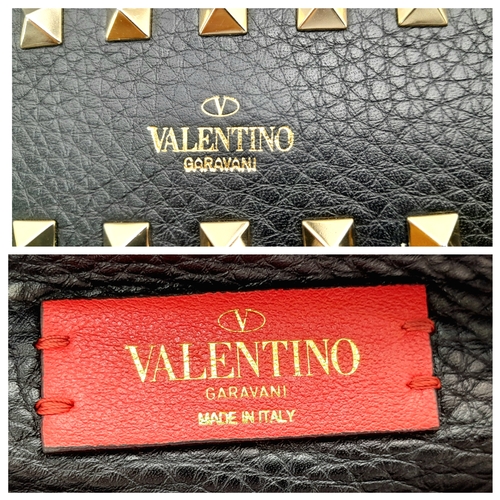 V
VALENTINO
GARAVANI
V
VALENTINO
GARAVANI
MADE IN ITALY